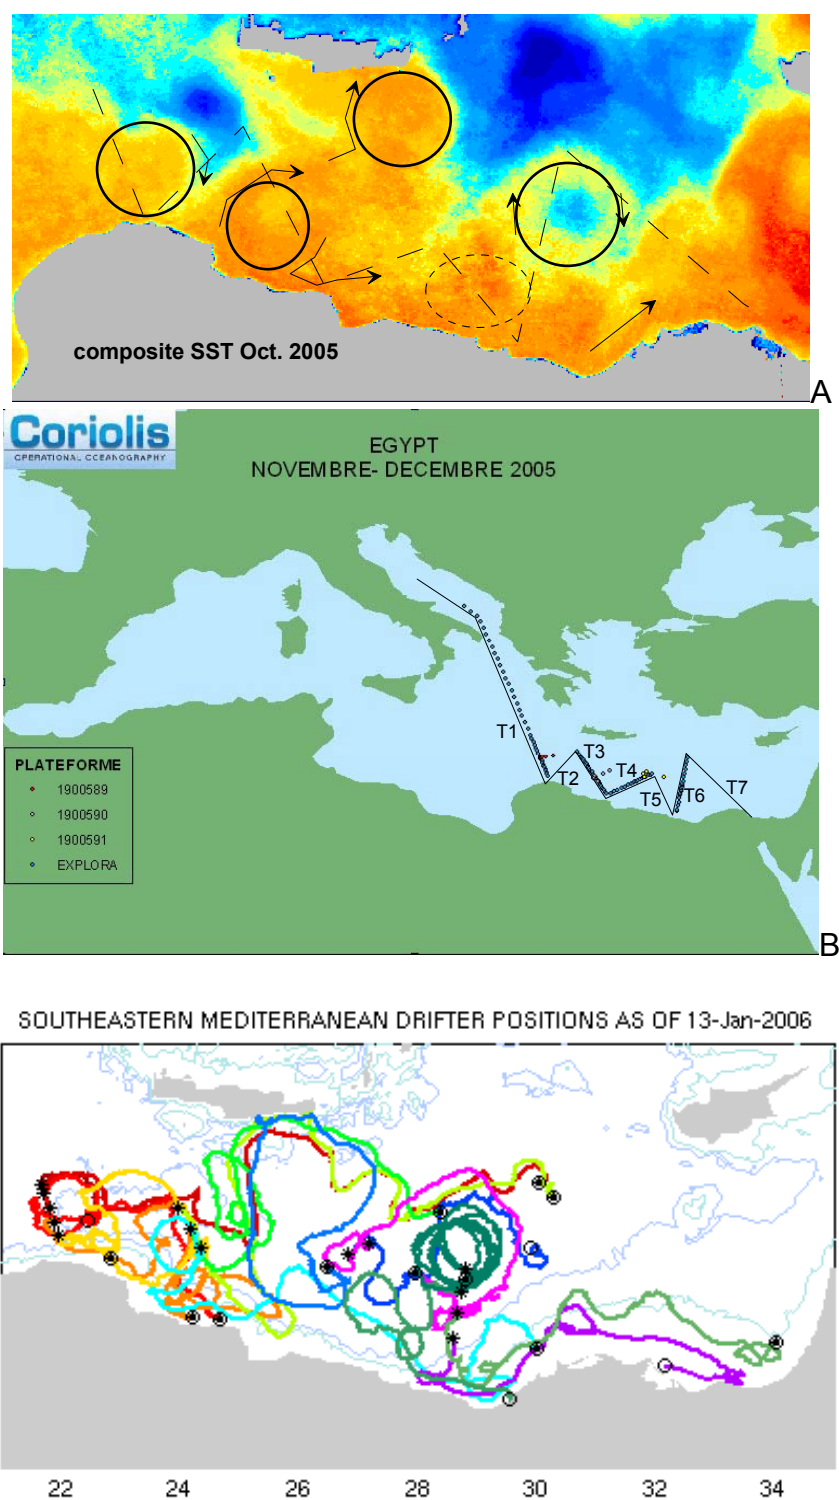 composite SST Oct. 2005
A
Coriolis
OPERATIONAL OCEANOGRAPHY
EGYPT
NOVEMBRE- DECEMBRE 2005
T1
T2
T3
T4
T5
T6
T7
PLATEFORME
1900589
1900590
1900591
EXPLORA
B
SOUTHEASTERN MEDITERRANEAN DRIFTER POSITIONS AS OF 13-Jan-2006
22 24 26 28 30 32 34